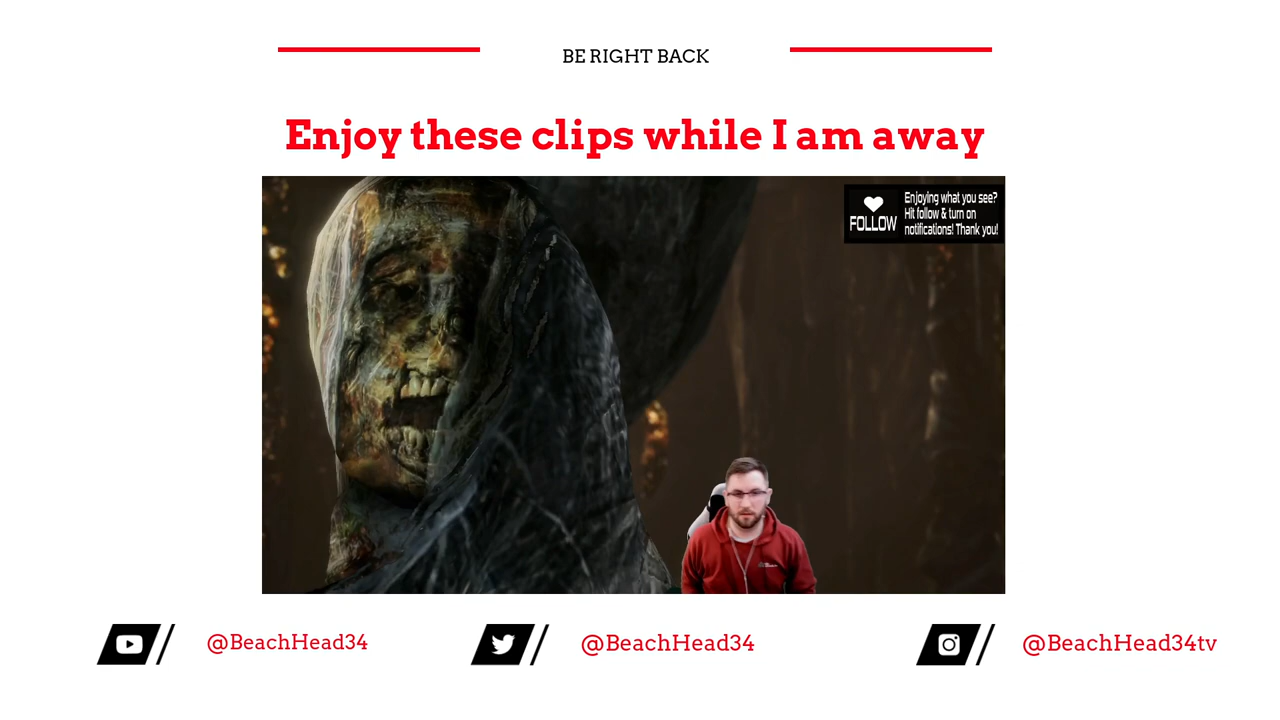 BE RIGHT BACK
Enjoy these clips while I am away
FOLLOW
Enjoying what you see?
Hit follow & turn on
notifications! Thank you!
@BeachHead34
@BeachHead34
@BeachHead34tv